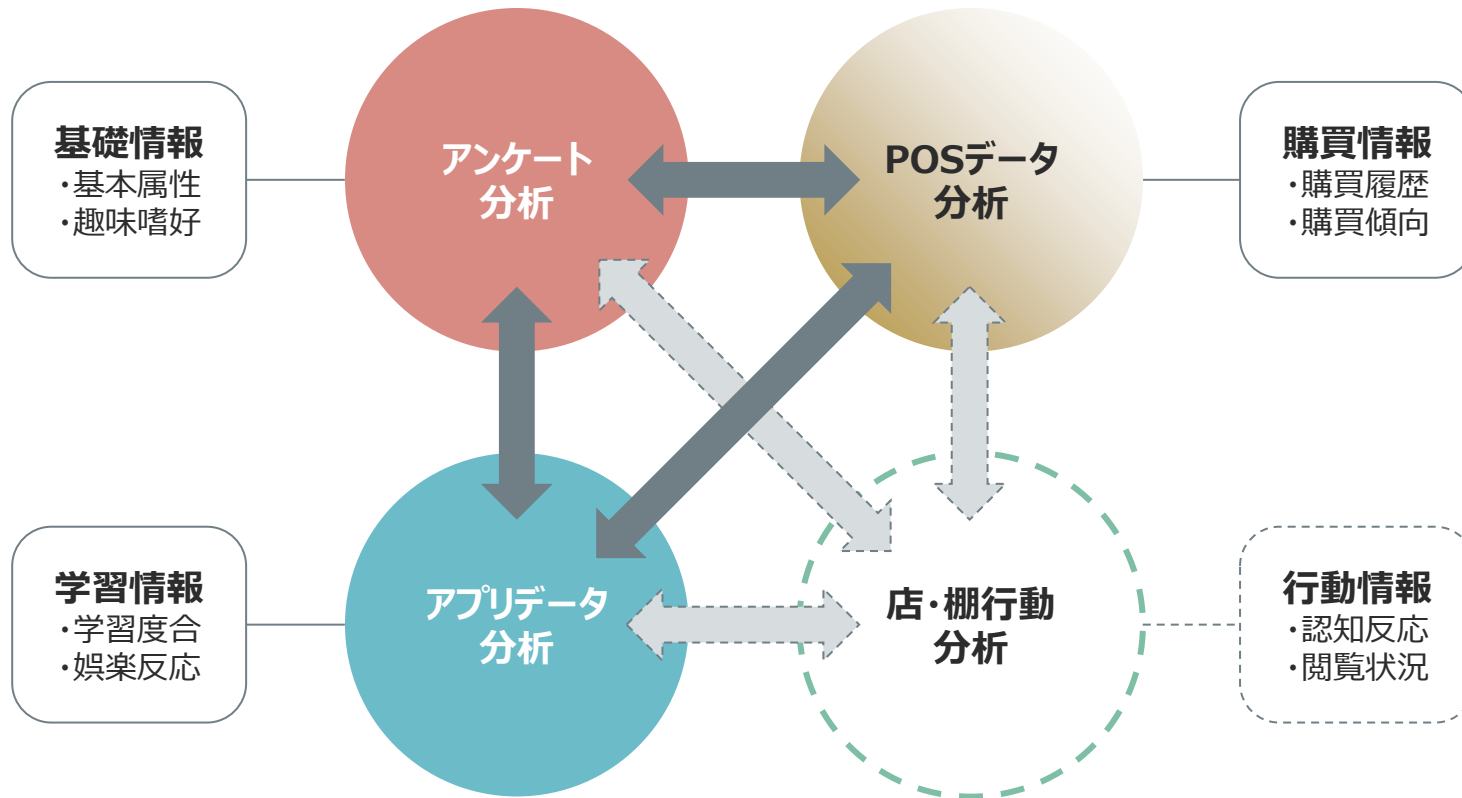 基礎情報
・基本属性
・趣味嗜好
アンケート
分析
POSデータ
分析
購買情報
・購買履歴
・購買傾向
学習情報
・学習度合
・娯楽反応
アプリデータ
分析
店・棚行動
分析
行動情報
・認知反応
・閲覧状況